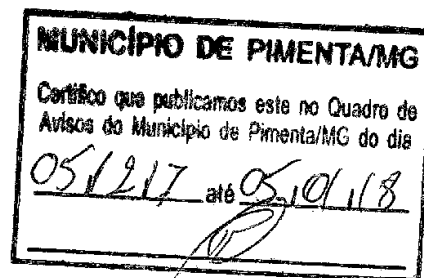 MUNICÍPIO DE PIMENTA/MG
Certifico que publicamos este no Quadro de
Avisos do Município de Pimenta/MG do dia
05/12/17 até 05/01/18